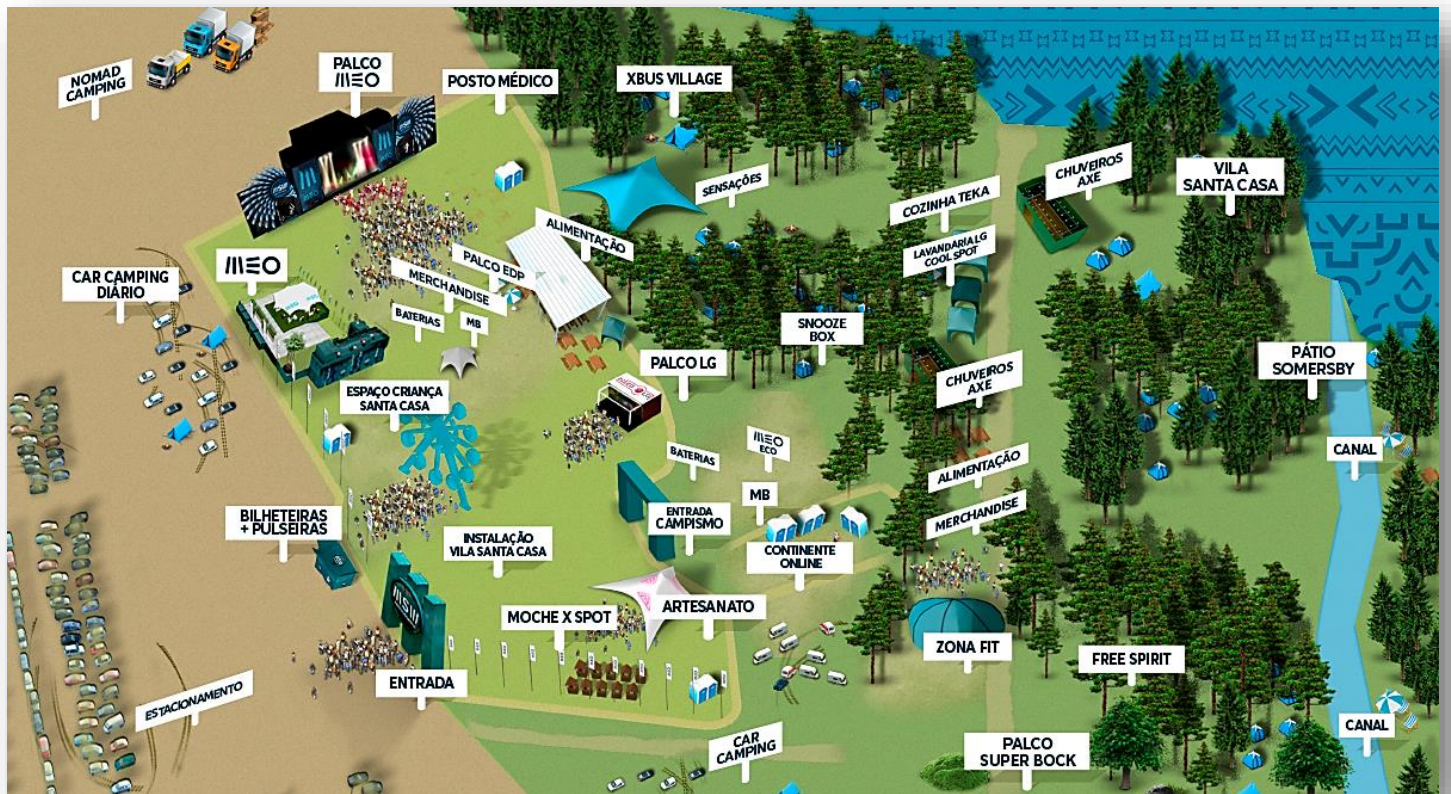 NOMAD
CAMPING
PALCO
MEO
POSTO MÉDICO
XBUS VILLAGE
CHUVEIROS
AXE
VILA
SANTA CASA
SENSAÇÕES
COZINHA TEKA
ALIMENTAÇÃO
LAVANDARIA LG
COOL SPOT
MEO
PALCO EDP
CAR CAMPING
DIÁRIO
MERCHANDISE
BATERIAS
MB
SNOOZE
BOX
PALCO LG
PÁTIO
SOMERSBY
CHUVEIROS
AXE
ESPAÇO CRIANÇA
SANTA CASA
MEO
ECO
CANAL
BATERIAS
ALIMENTAÇÃO
MB
MERCHANDISE
BILHETEIRAS
+ PULSEIRAS
ENTRADA
CAMPISMO
INSTALAÇÃO
VILA SANTA CASA
CONTINENTE
ONLINE
MSW
MOCHE X SPOT
ARTESANATO
ZONA FIT
FREE SPIRIT
ENTRADA
ESTACIONAMENTO
CANAL
CAR
CAMPING
PALCO
SUPER BOCK